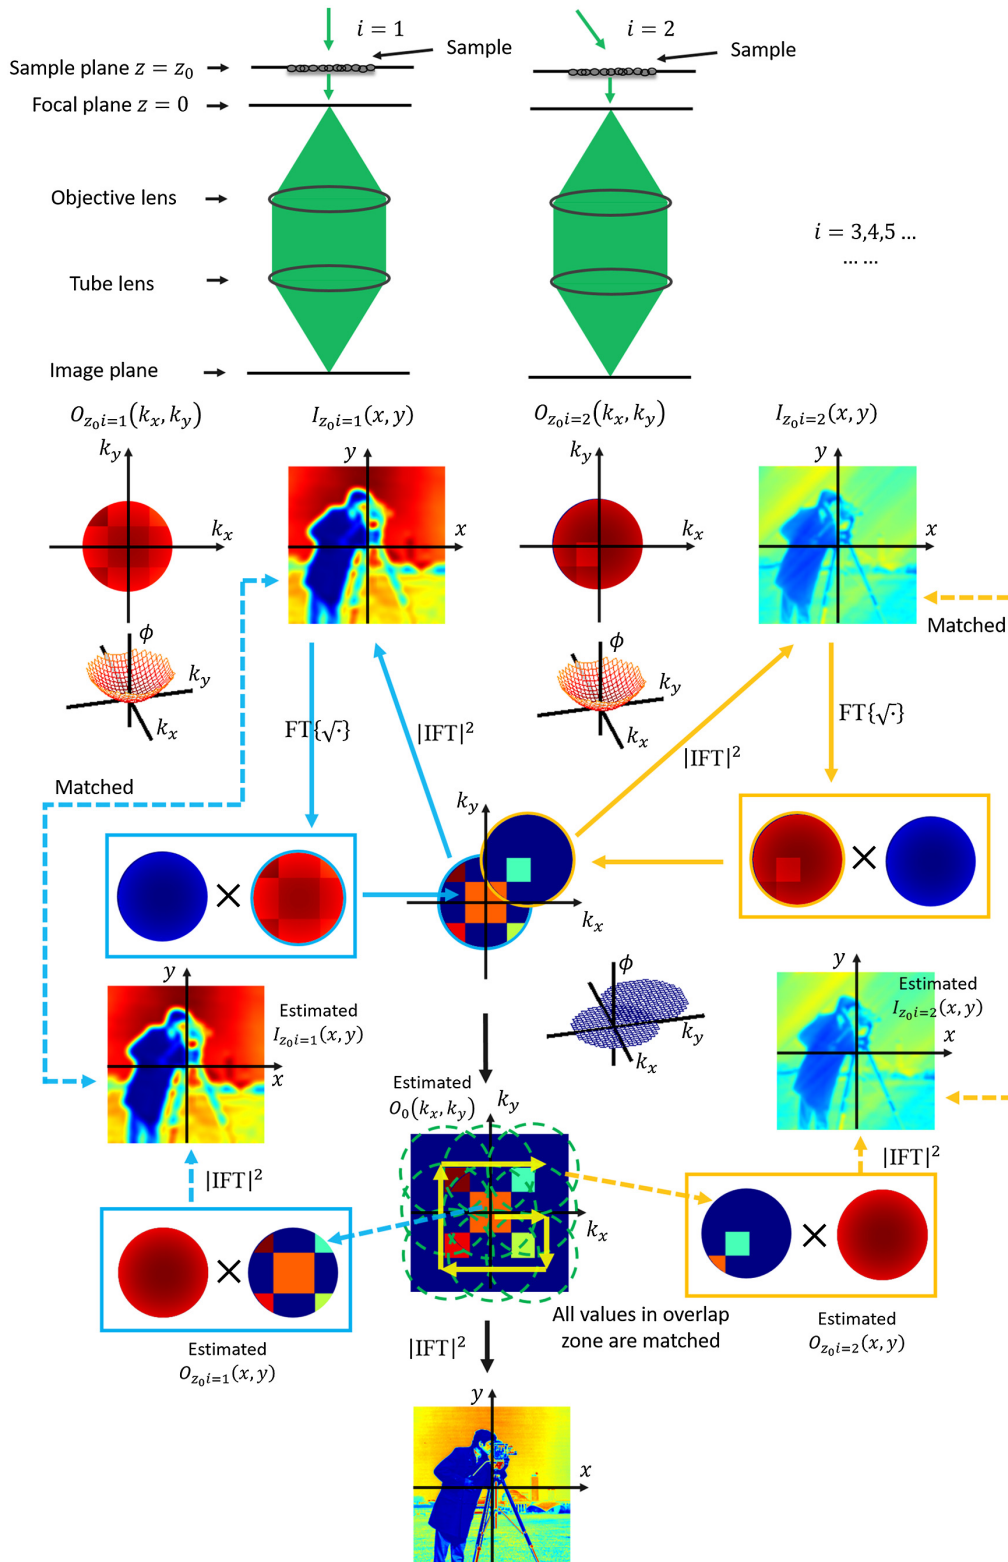 i = 1
Sample
i = 2
Sample
Sample plane z = z₀
Focal plane z = 0
Objective lens
i = 3,4,5 ...
... ...
Tube lens
Image plane
O_{z₀i=1}(k_x, k_y)
I_{z₀i=1}(x, y)
O_{z₀i=2}(k_x, k_y)
I_{z₀i=2}(x, y)
k_y
y
k_y
y
k_x
x
k_x
x
Matched
ϕ
k_y
k_x
ϕ
k_y
k_x
FT{√·}
|IFT|²
|IFT|²
FT{√·}
Matched
k_y
×
×
k_x
y
Estimated
I_{z₀i=1}(x, y)
x
ϕ
k_y
k_x
y
Estimated
I_{z₀i=2}(x, y)
x
Estimated
O₀(k_x, k_y)
k_y
k_x
|IFT|²
|IFT|²
×
×
Estimated
O_{z₀i=1}(x, y)
All values in overlap
zone are matched
Estimated
O_{z₀i=2}(x, y)
|IFT|²
y
x